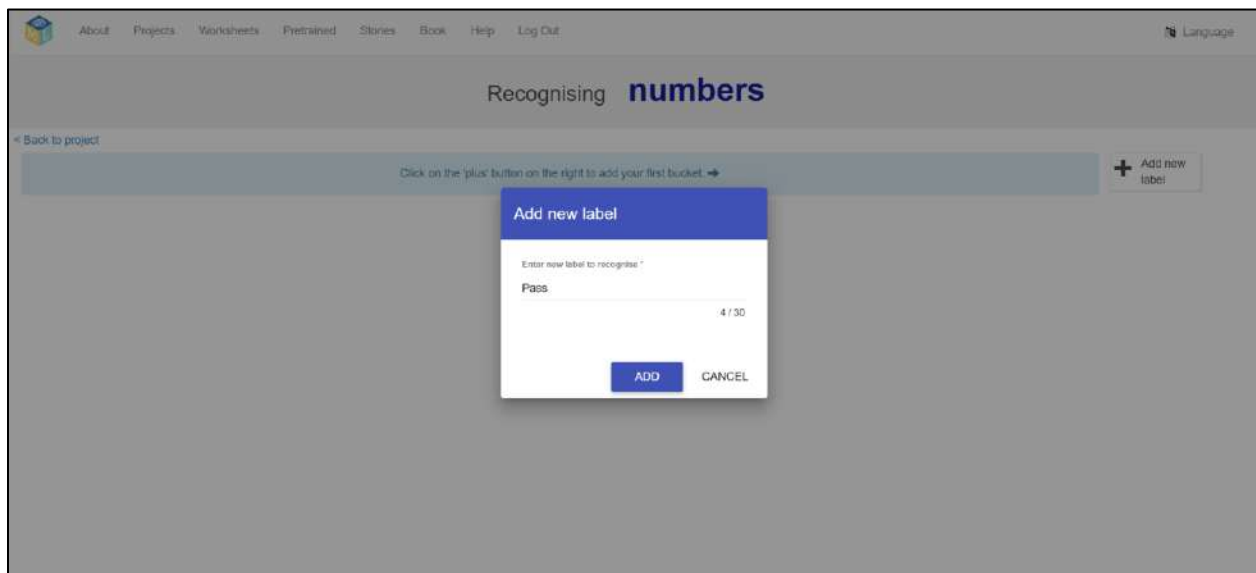 About Projects Worksheets Pretrained Stories Book Help Log Out Language
Recognising numbers
< Back to project
Click on the 'plus' button on the right to add your first bucket. ➔
Add new
label
Add new label
Enter new label to recognise *
Pass
4 / 30
ADD CANCEL